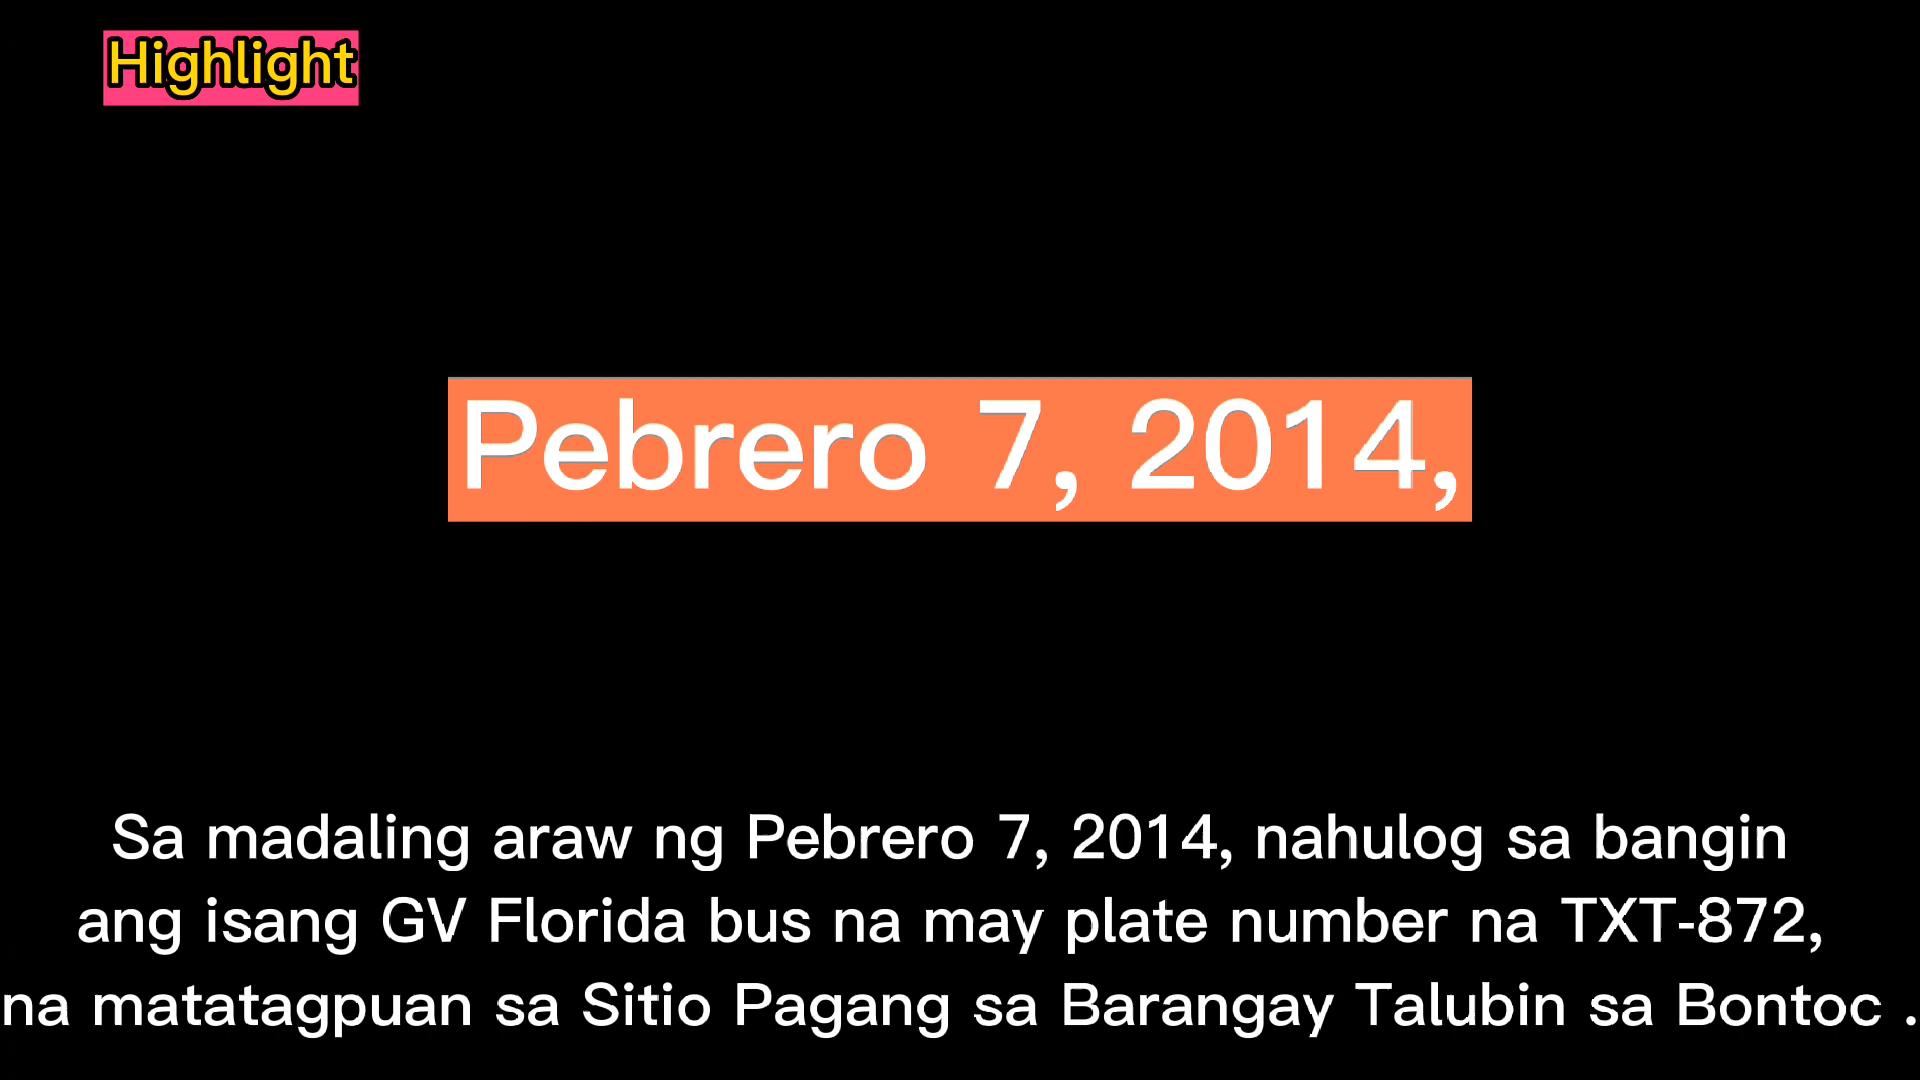 Highlight
Pebrero 7, 2014,
Sa madaling araw ng Pebrero 7, 2014, nahulog sa bangin
ang isang GV Florida bus na may plate number na TXT-872,
na matatagpuan sa Sitio Pagang sa Barangay Talubin sa Bontoc .